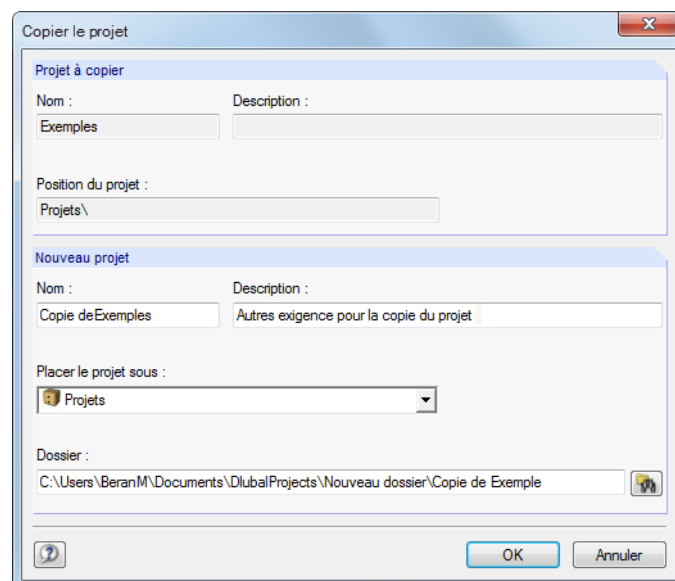 Copier le projet
Projet à copier
Nom : Description :
Exemples
Position du projet :
Projets\
Nouveau projet
Nom : Description :
Copie deExemples Autres exigence pour la copie du projet
Placer le projet sous :
Projets
Dossier :
C:\Users\BeranM\Documents\DlubalProjects\Nouveau dossier\Copie de Exemple
OK Annuler